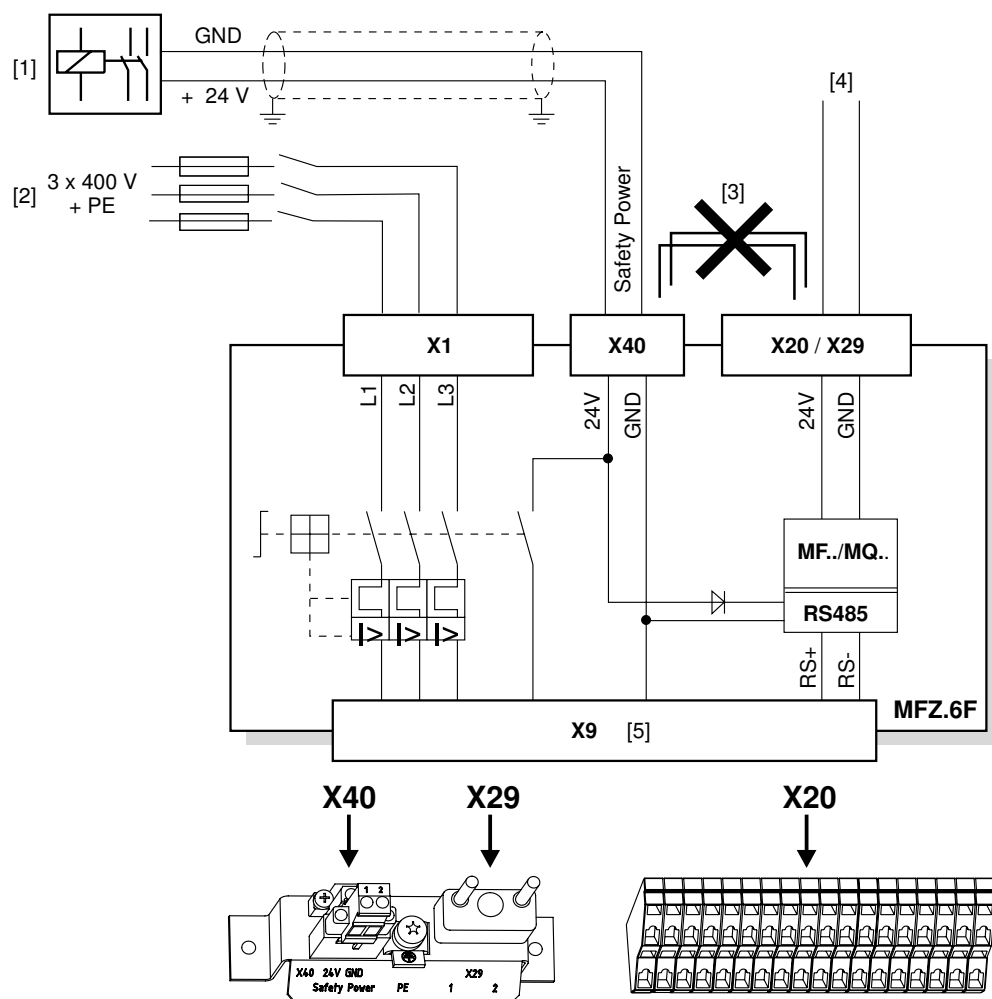 GND
[1]
+ 24 V
[4]
[2] 3 x 400 V
+ PE
Safety Power
[3]
X1
X40
X20 / X29
L1
L2
L3
24V
GND
24V
GND
MF../MQ..
RS485
I>
I>
I>
RS+
RS-
MFZ.6F
X9 [5]
X40
X29
X20
1 2
X40 24V GND
X29
Safety Power
PE
1
2